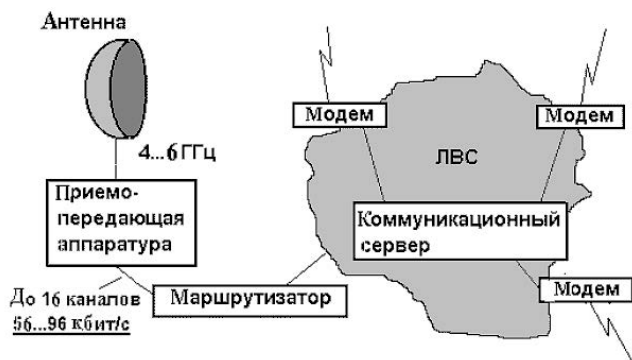 Антенна
4...6 ГГц
Приемо-
передающая
аппаратура
До 16 каналов
56...96 кбит/с
Маршрутизатор
Модем
Модем
ЛВС
Коммуникационный
сервер
Модем